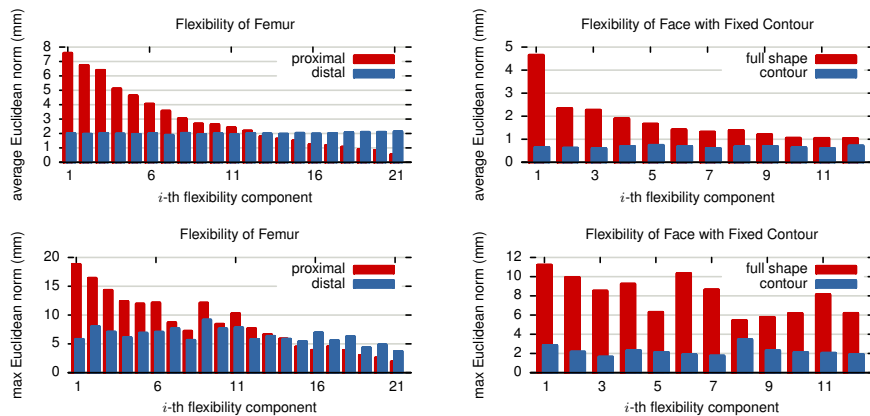 Flexibility of Femur
average Euclidean norm (mm)
8
7
6
5
4
3
2
1
0
proximal
distal
1 6 11 16 21
i-th flexibility component
Flexibility of Face with Fixed Contour
average Euclidean norm (mm)
5
4
3
2
1
0
full shape
contour
1 3 5 7 9 11
i-th flexibility component
Flexibility of Femur
max Euclidean norm (mm)
20
15
10
5
0
proximal
distal
1 6 11 16 21
i-th flexibility component
Flexibility of Face with Fixed Contour
max Euclidean norm (mm)
12
10
8
6
4
2
0
full shape
contour
1 3 5 7 9 11
i-th flexibility component